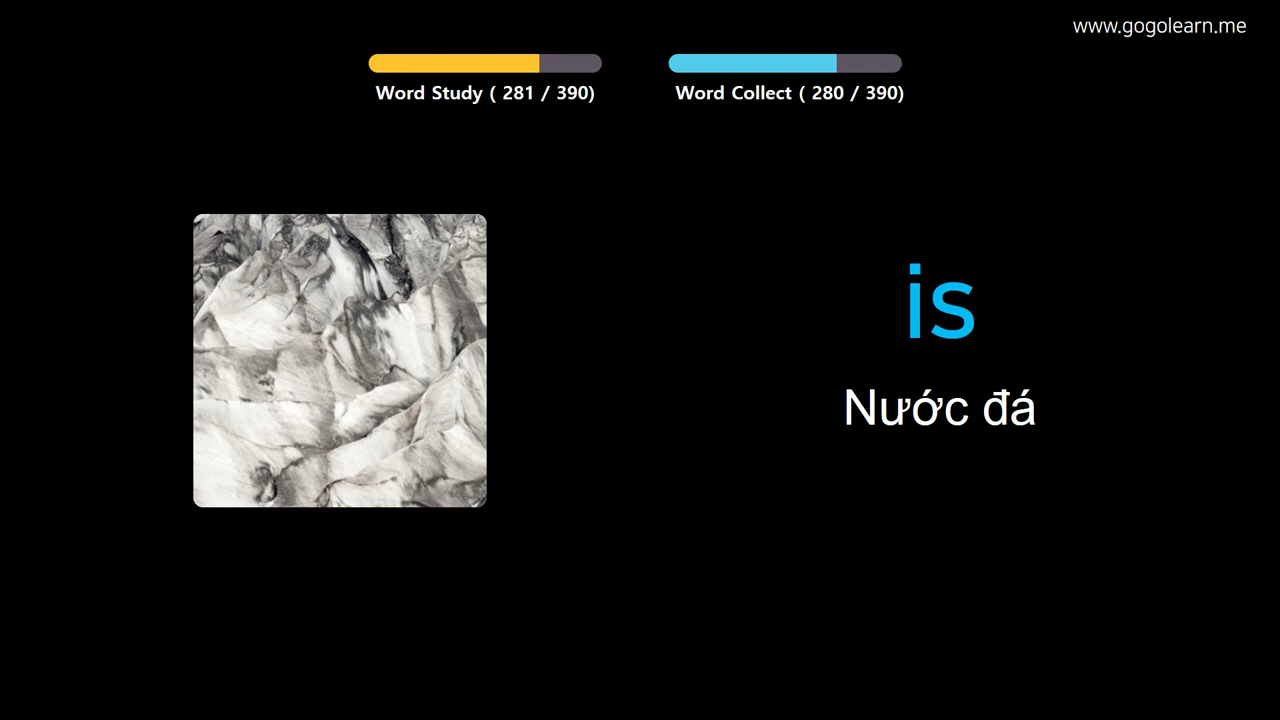 www.gogolearn.me
Word Study ( 281 / 390)
Word Collect ( 280 / 390)
is
Nước đá